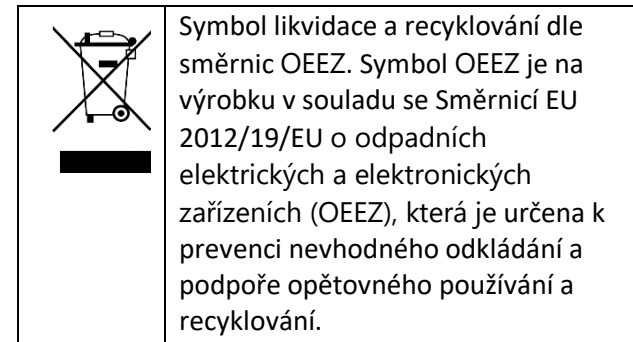 Symbol likvidace a recyklování dle
směrnic OEEZ. Symbol OEEZ je na
výrobku v souladu se Směrnicí EU
2012/19/EU o odpadních
elektrických a elektronických
zařízeních (OEEZ), která je určena k
prevenci nevhodného odkládání a
podpoře opětovného používání a
recyklování.